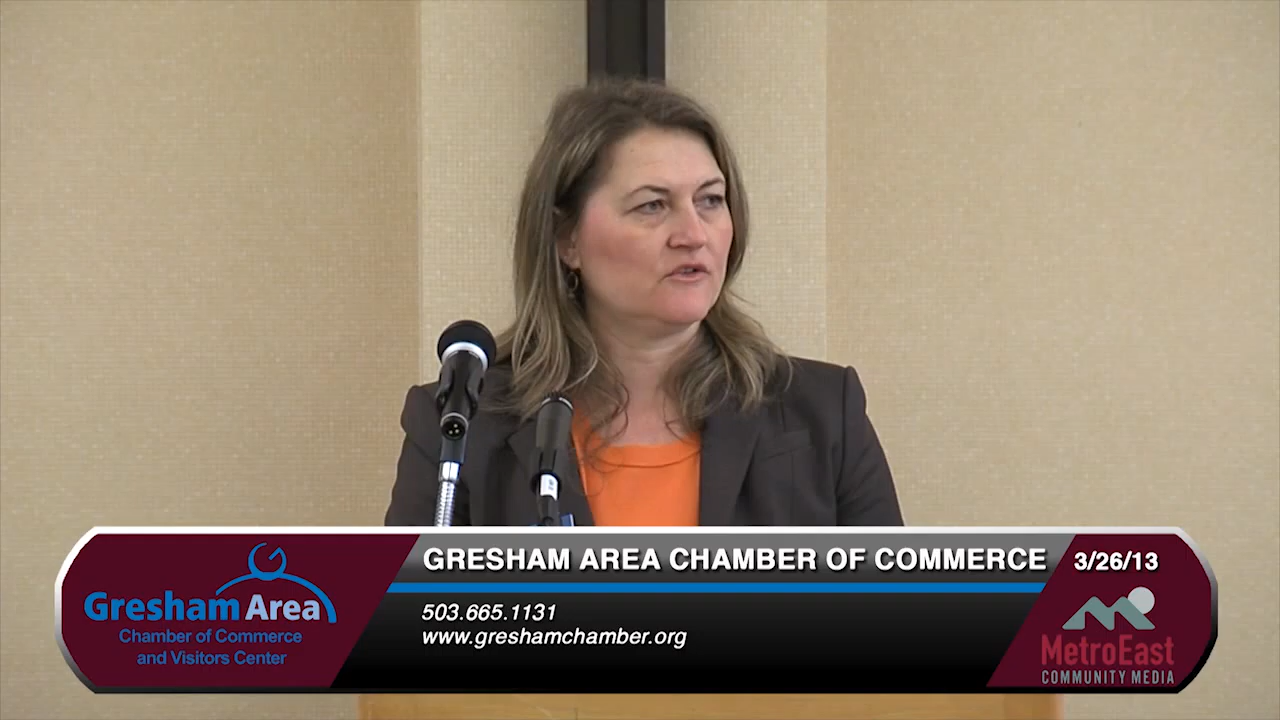 GRESHAM AREA CHAMBER OF COMMERCE
3/26/13
503.665.1131
www.greshamchamber.org
G
Gresham Area
Chamber of Commerce
and Visitors Center
MetroEast
COMMUNITY MEDIA